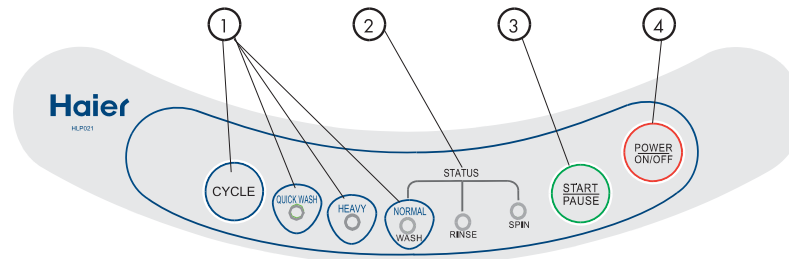 1
2
3
4
Haier
HLP021
CYCLE
QUICK WASH
HEAVY
NORMAL
WASH
STATUS
RINSE
SPIN
START
PAUSE
POWER
ON/OFF